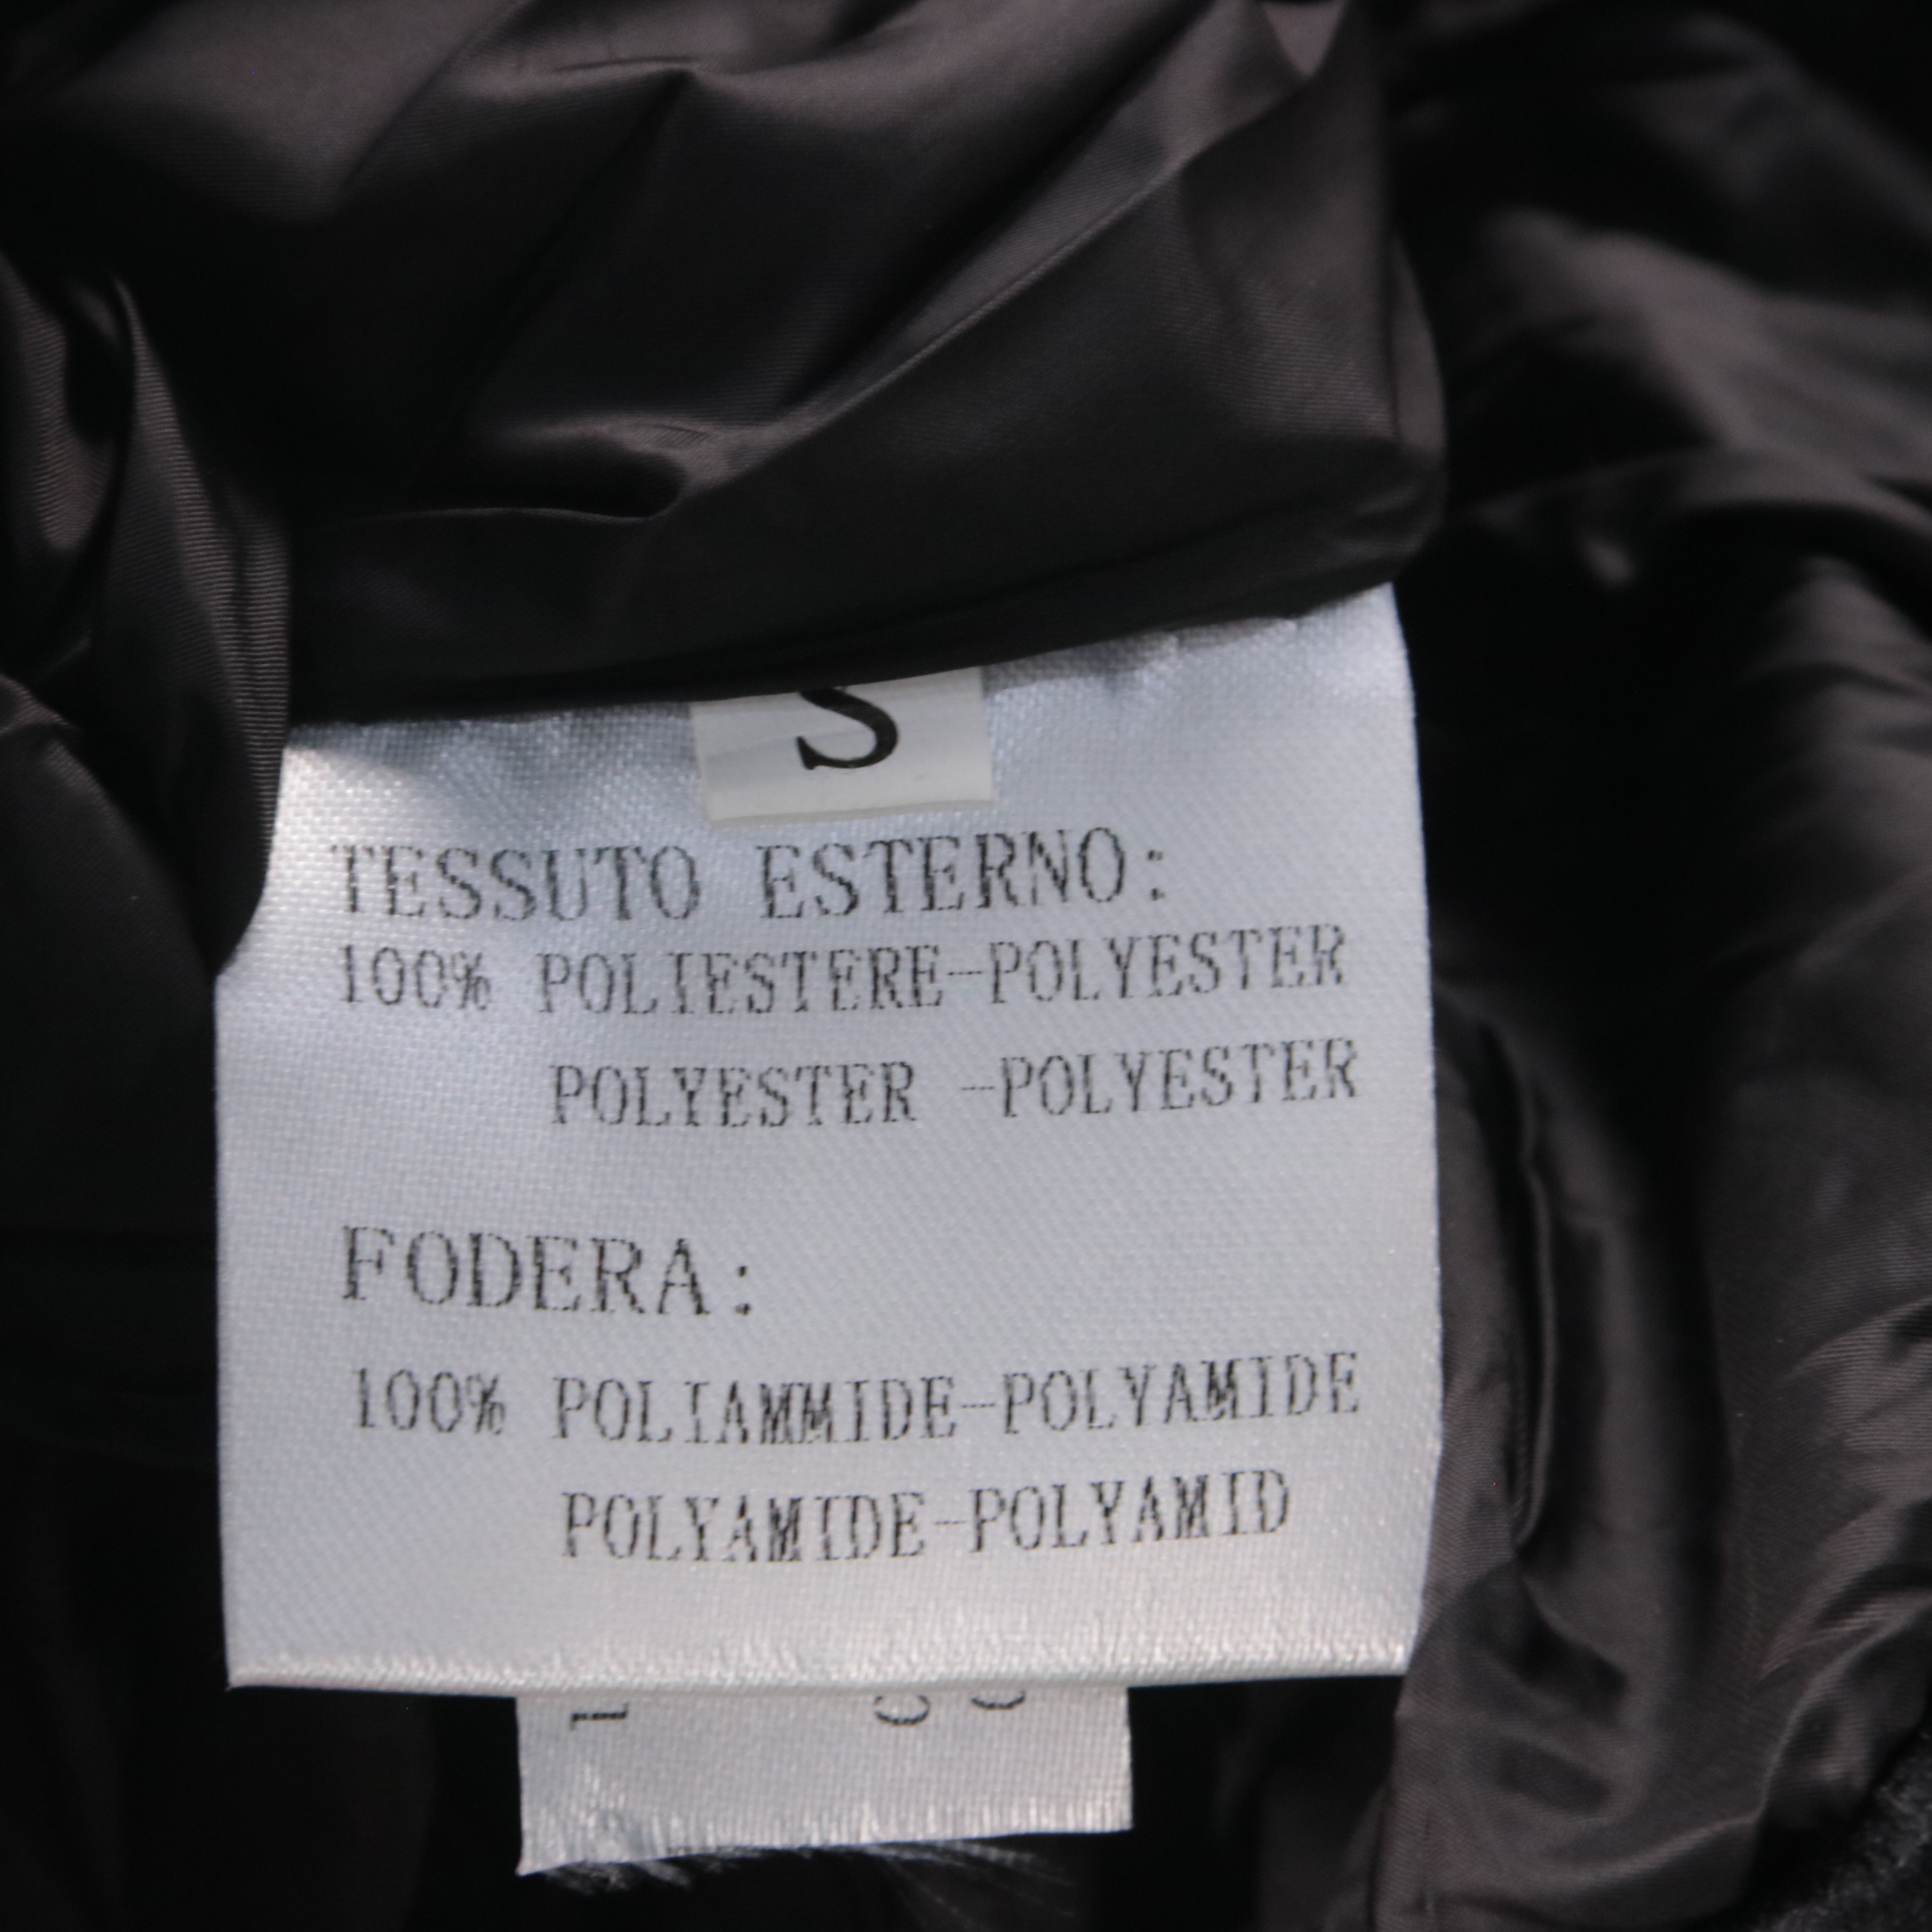 S
TESSUTO ESTERNO:
100% POLIESTERE-POLYESTER
POLYESTER -POLYESTER
FODERA:
100% POLIAMMIDE-POLYAMIDE
POLYAMIDE-POLYAMID